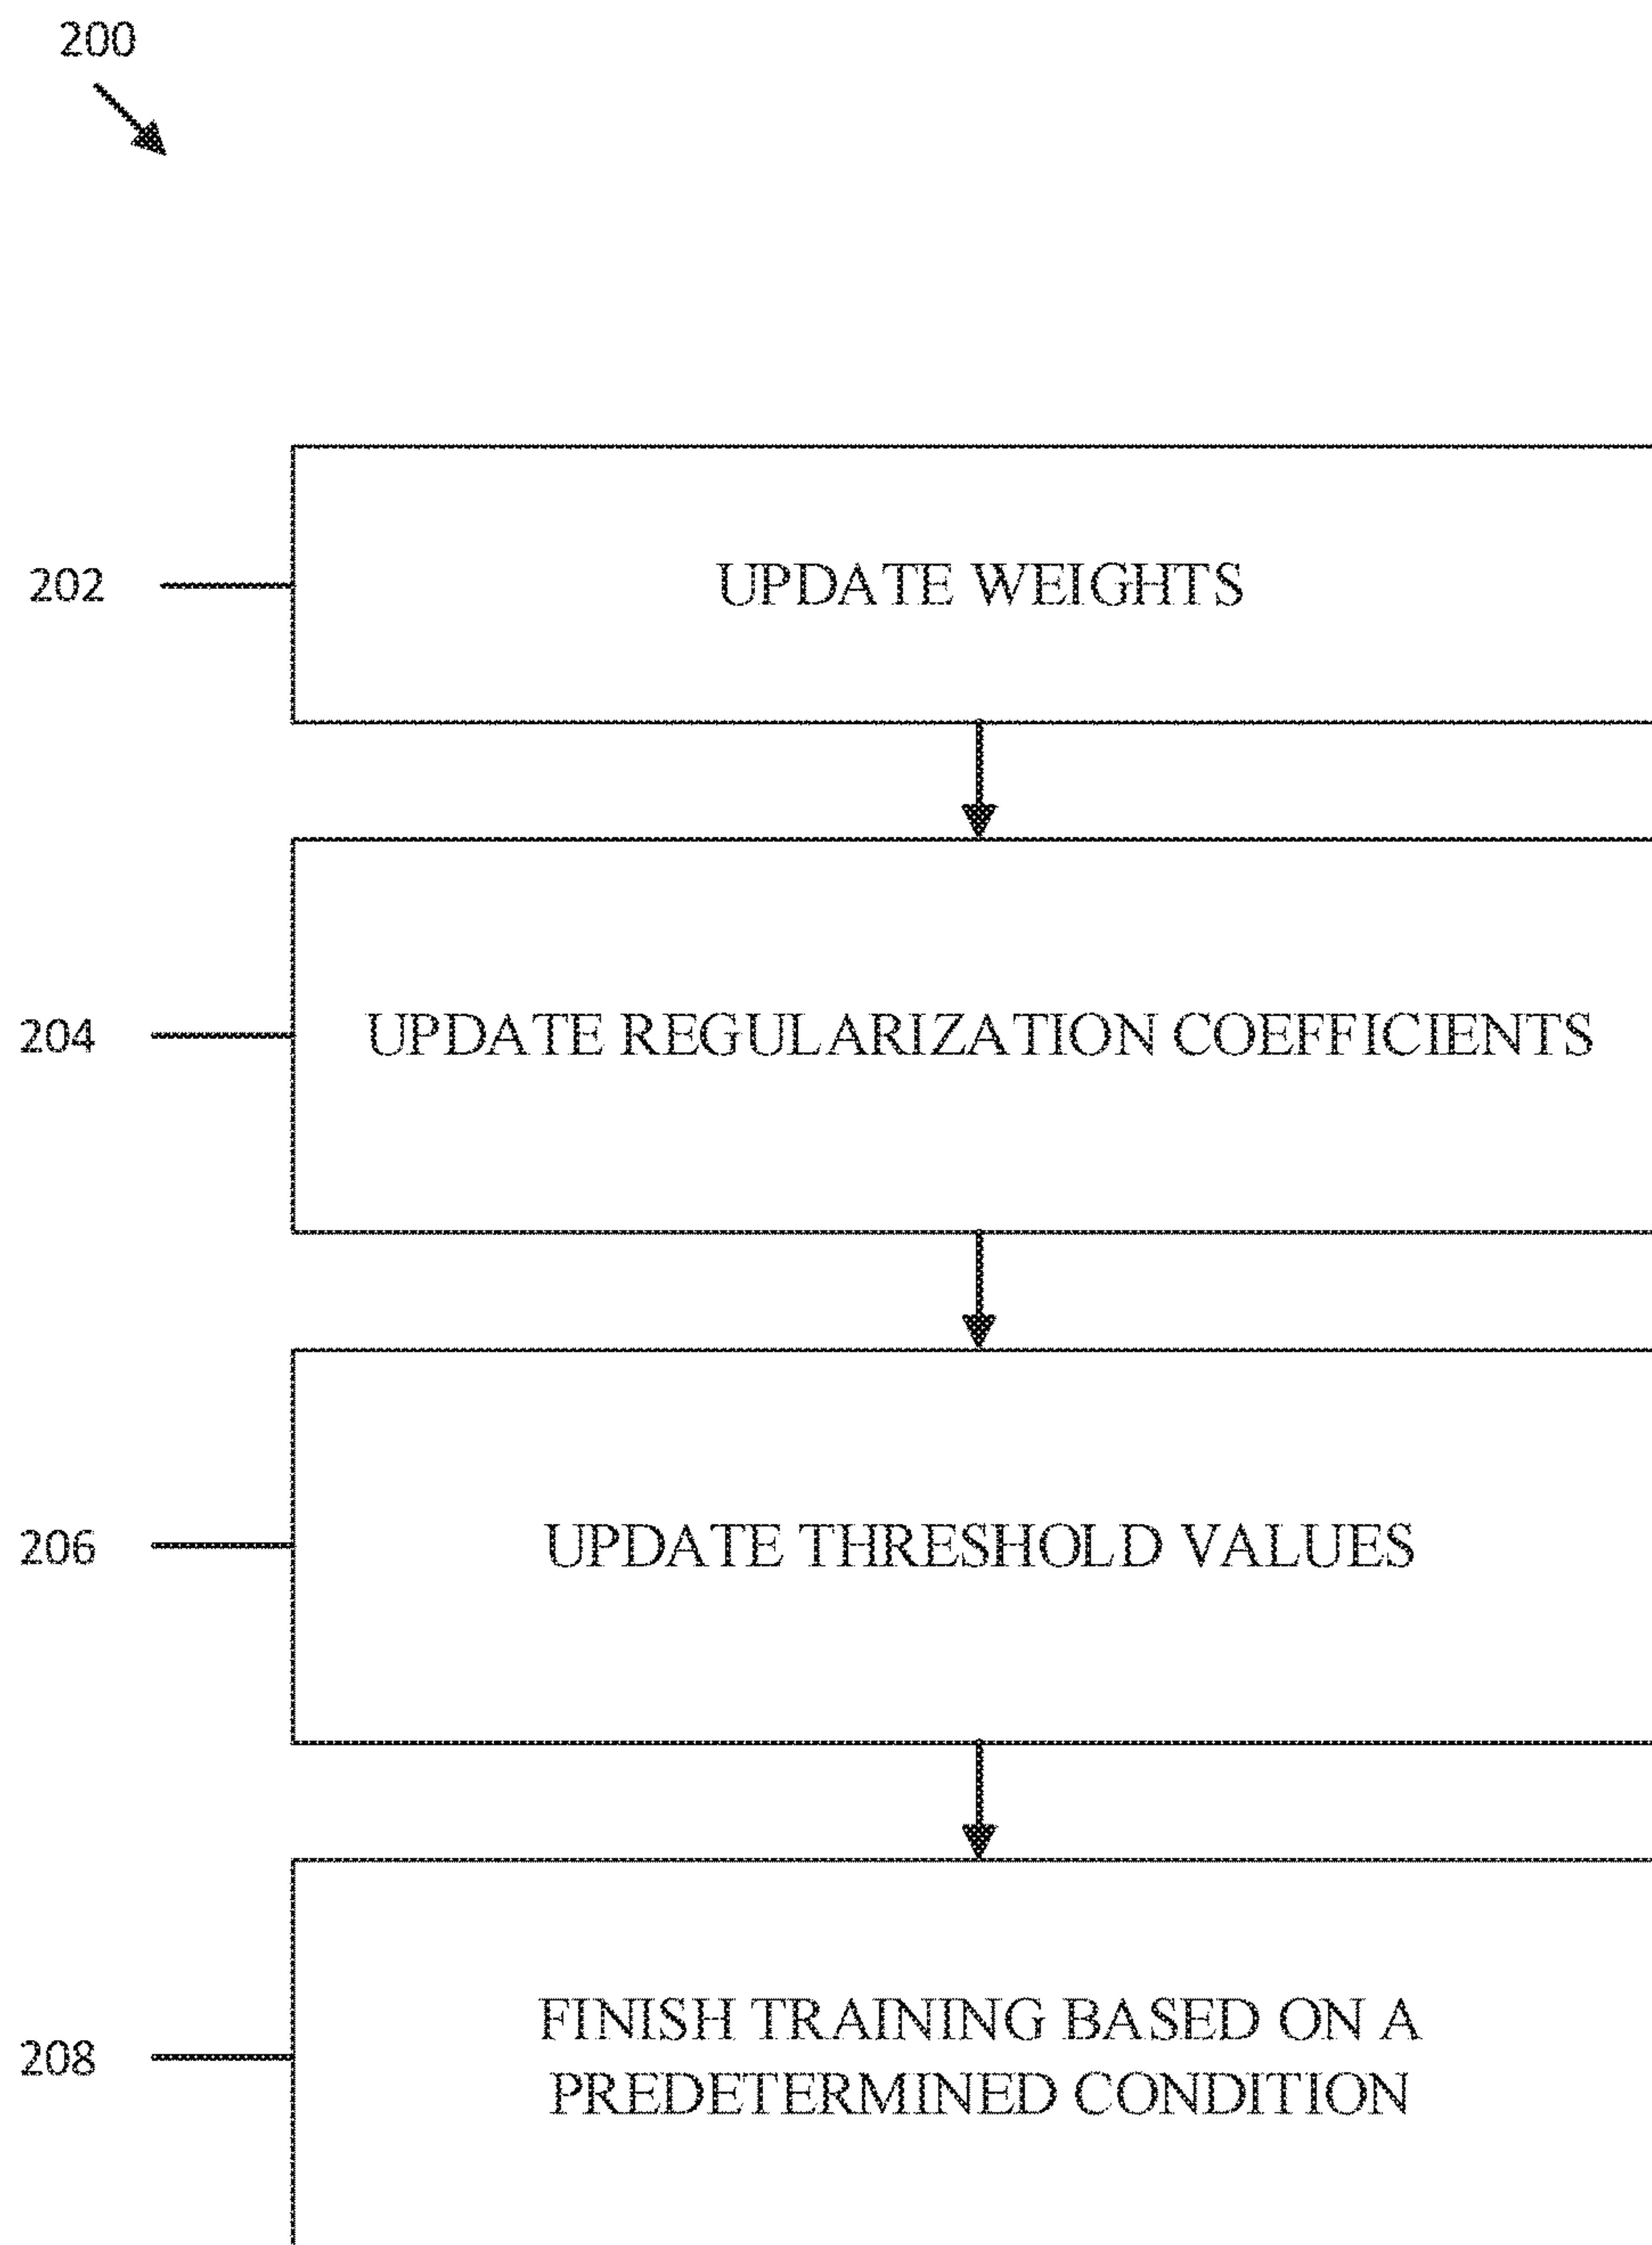 200
202
UPDATE WEIGHTS
204
UPDATE REGULARIZATION COEFFICIENTS
206
UPDATE THRESHOLD VALUES
208
FINISH TRAINING BASED ON A
PREDETERMINED CONDITION